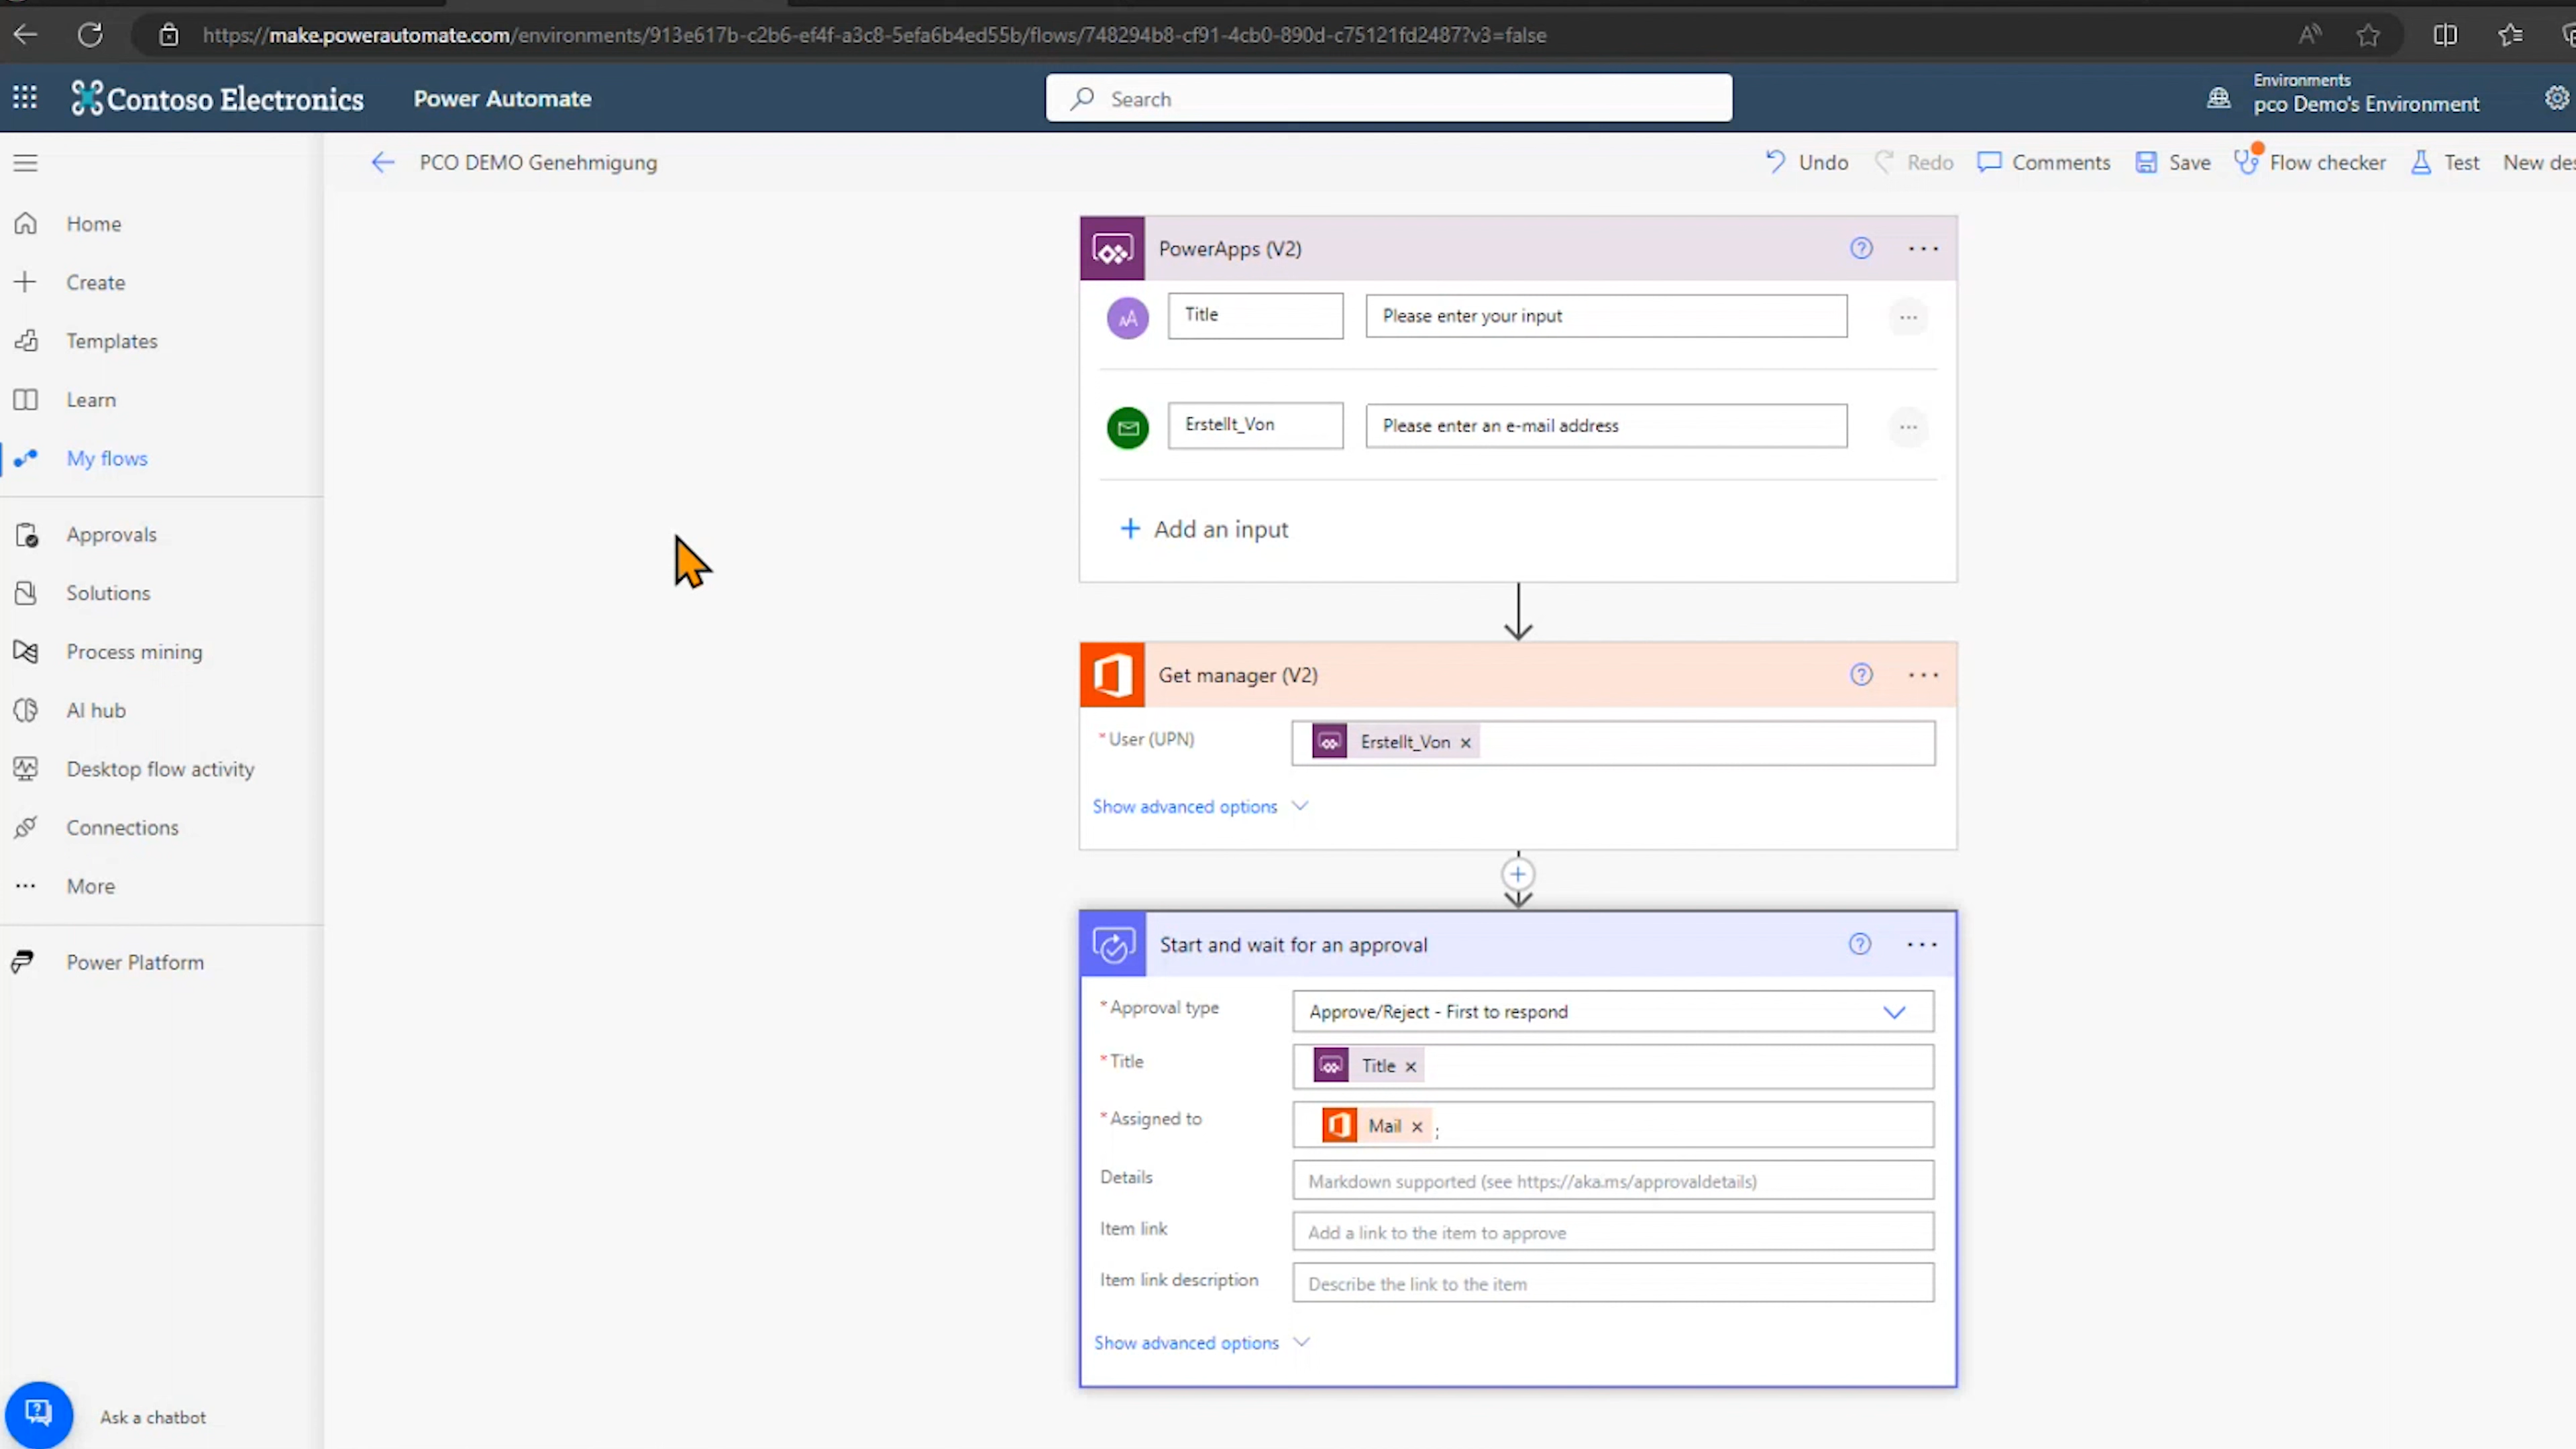 https://make.powerautomate.com/environments/913e617b-c2b6-ef4f-a3c8-5efa6b4ed55b/flows/748294b8-cf91-4cb0-890d-c75121fd2487?v3=false
Contoso Electronics
Power Automate
Search
Environments
pco Demo's Environment
PCO DEMO Genehmigung
Undo
Redo
Comments
Save
Flow checker
Test
New des
Home
Create
Templates
Learn
My flows
Approvals
Solutions
Process mining
AI hub
Desktop flow activity
Connections
More
Power Platform
Ask a chatbot
PowerApps (V2)
Title
Please enter your input
Erstellt_Von
Please enter an e-mail address
Add an input
Get manager (V2)
* User (UPN)
Erstellt_Von ×
Show advanced options
Start and wait for an approval
* Approval type
Approve/Reject - First to respond
* Title
Title ×
* Assigned to
Mail × ;
Details
Markdown supported (see https://aka.ms/approvaldetails)
Item link
Add a link to the item to approve
Item link description
Describe the link to the item
Show advanced options